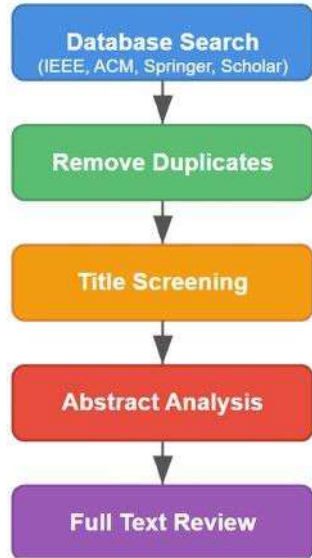 Database Search
(IEEE, ACM, Springer, Scholar)
Remove Duplicates
Title Screening
Abstract Analysis
Full Text Review